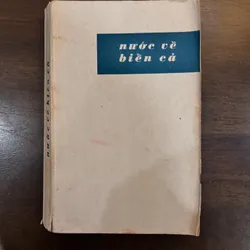 nước về
biển cả